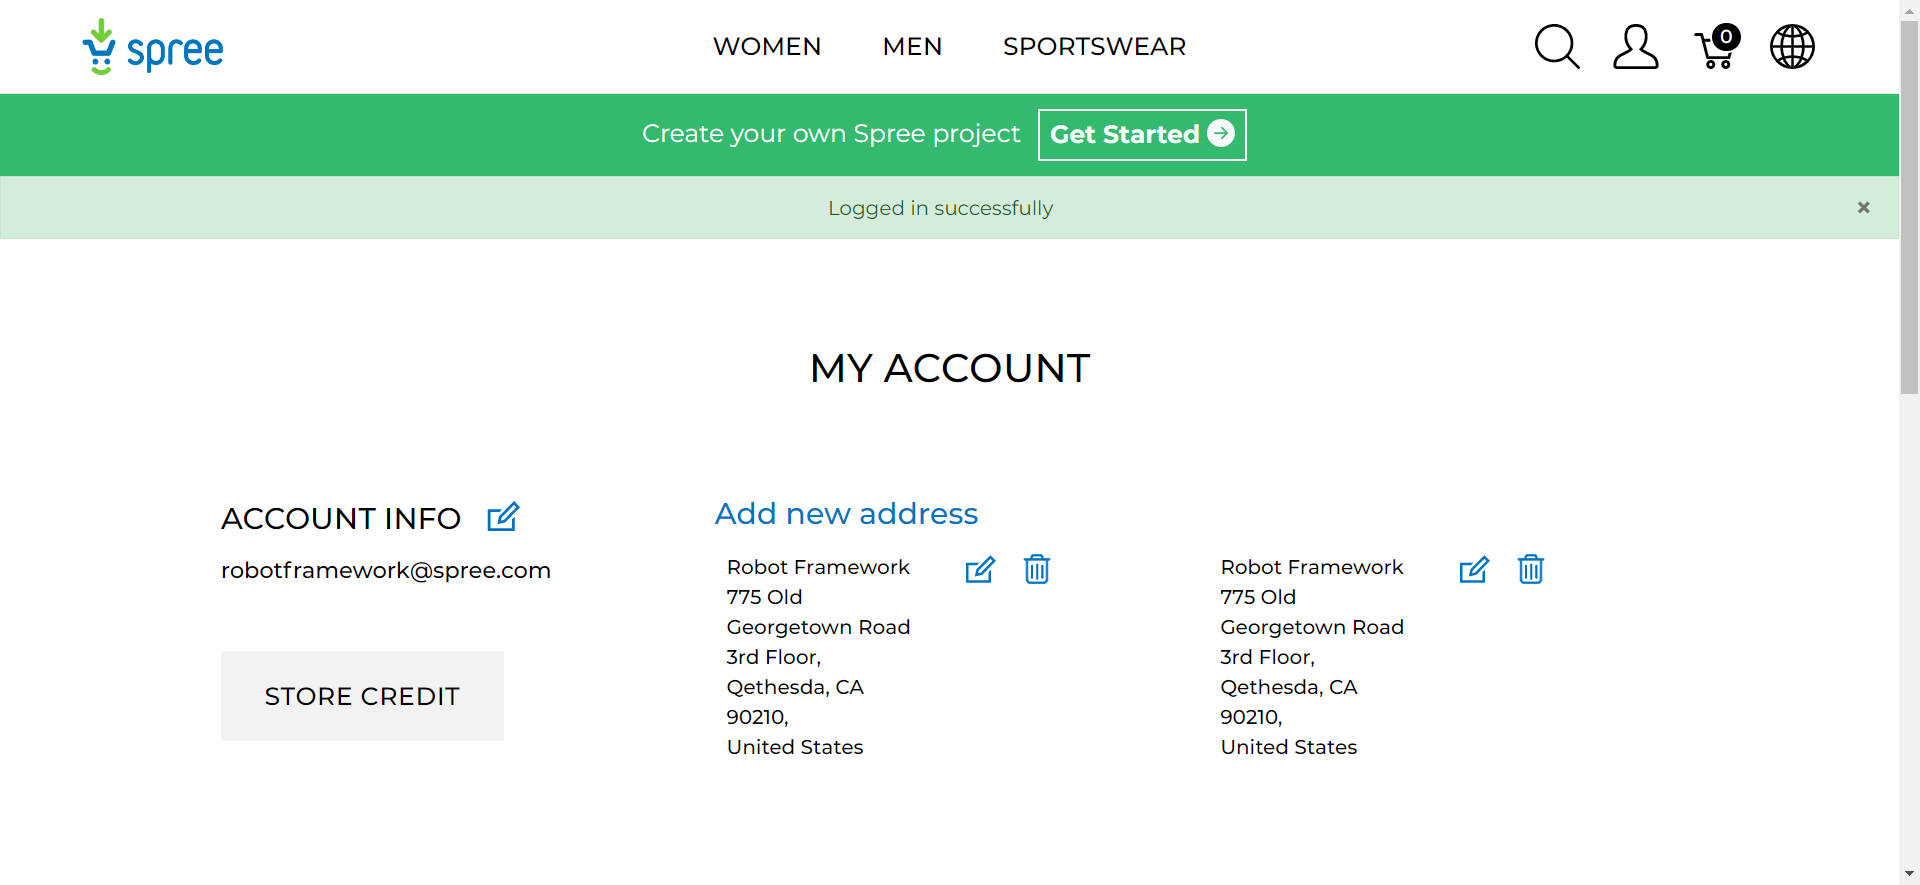 spree
WOMEN MEN SPORTSWEAR
0
Create your own Spree project Get Started
Logged in successfully
×
MY ACCOUNT
ACCOUNT INFO
robotframework@spree.com
STORE CREDIT
Add new address
Robot Framework
775 Old
Georgetown Road
3rd Floor,
Qethesda, CA
90210,
United States
Robot Framework
775 Old
Georgetown Road
3rd Floor,
Qethesda, CA
90210,
United States